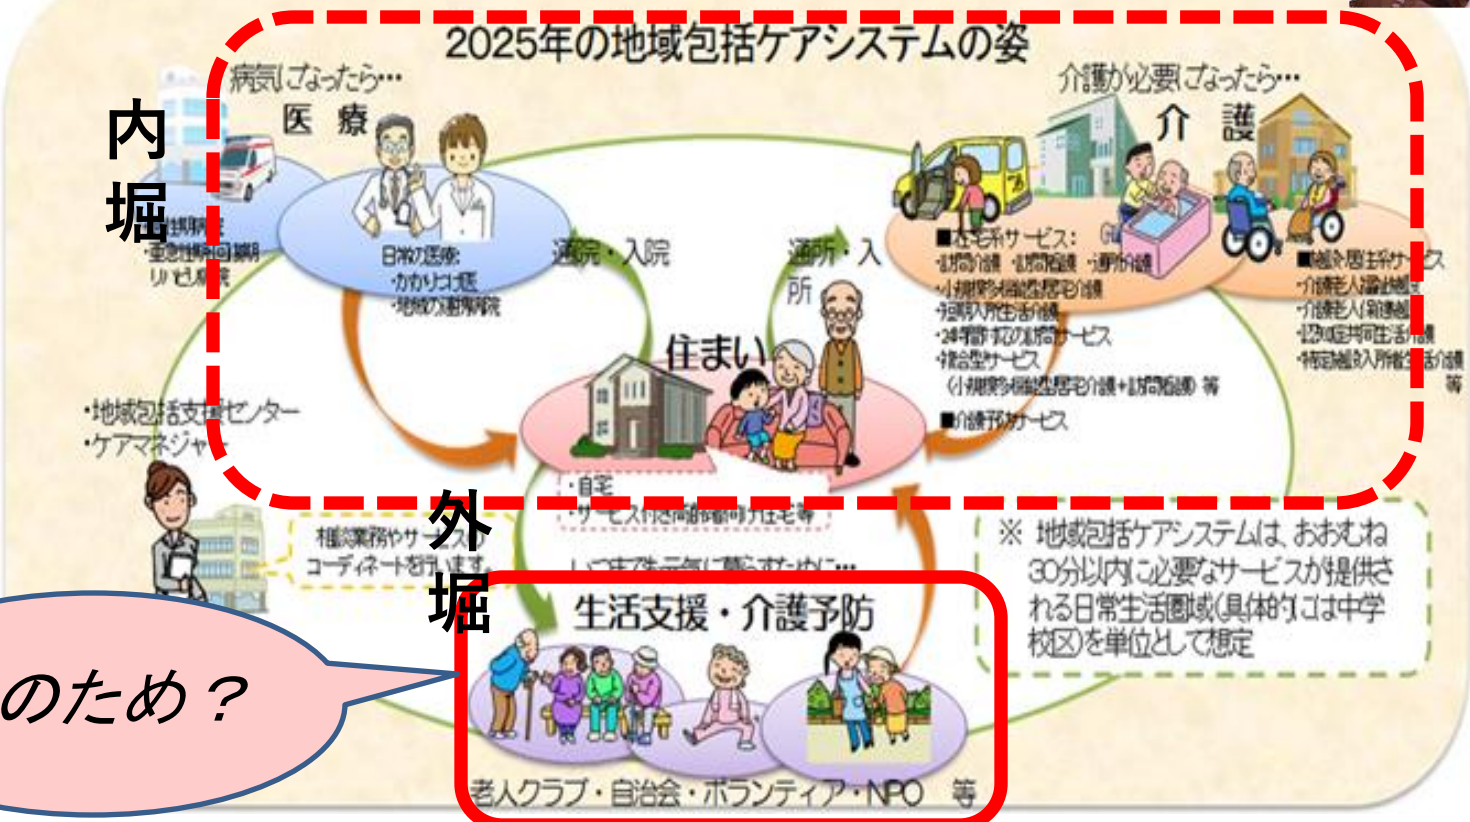 2025年の地域包括ケアシステムの姿
病気になったら…
医 療
介護が必要になったら…
介 護
内
堀
・亜急性期・回復期
リハビリ病院
日常の医療:
・かかりつけ医
・地域の連携病院
通院・入院
通所・入
所
■在宅系サービス:
・訪問介護 ・訪問看護 ・通所介護
・小規模多機能型居宅介護
・短期入所生活介護
・24時間対応の訪問サービス
・複合型サービス
(小規模多機能型居宅介護+訪問看護) 等
■介護予防サービス
■施設・居住系サービス
・介護老人福祉施設
・介護老人保健施設
・認知症共同生活介護
・特定施設入所者生活介護
等
住まい
・地域包括支援センター
・ケアマネジャー
相談業務やサービスの
コーディネートを行います。
・自宅
・サービス付き高齢者向け住宅等
外
堀
いつまでも元気に暮らすために…
生活支援・介護予防
老人クラブ・自治会・ボランティア・NPO 等
※ 地域包括ケアシステムは、おおむね
30分以内に必要なサービスが提供さ
れる日常生活圏域(具体的には中学
校区)を単位として想定
のため？